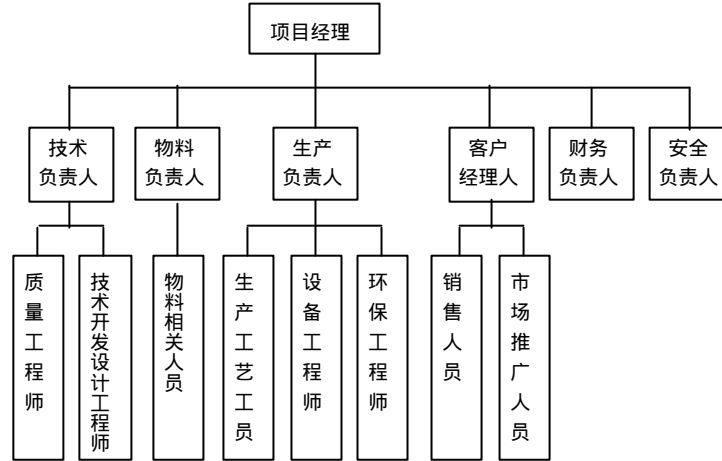 项目经理
技术
负责人
物料
负责人
生产
负责人
客户
经理人
财务
负责人
安全
负责人
质量工程师
技术开发设计工程师
物料相关人员
生产工艺工员
设备工程师
环保工程师
销售人员
市场推广人员